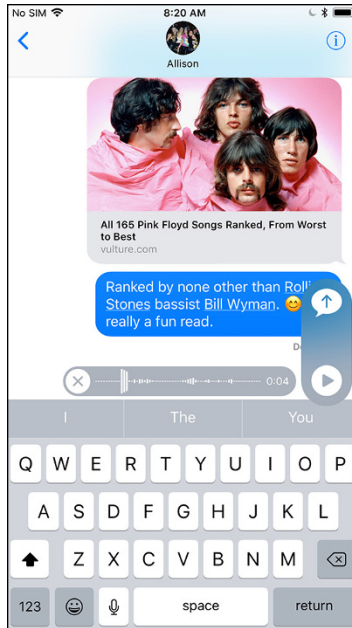 No SIM 8:20 AM
Allison
All 165 Pink Floyd Songs Ranked, From Worst
to Best
vulture.com
Ranked by none other than
Stones bassist Bill Wyman. 😊
really a fun read.
0:04
I The You
Q W E R T Y U I O P
A S D F G H J K L
Z X C V B N M
123 space return